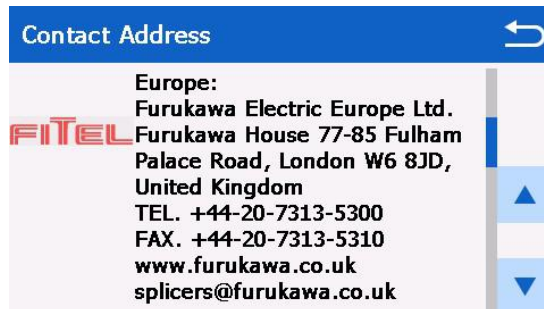 Contact Address
Europe:
Furukawa Electric Europe Ltd.
FITEL
Furukawa House 77-85 Fulham
Palace Road, London W6 8JD,
United Kingdom
TEL. +44-20-7313-5300
FAX. +44-20-7313-5310
www.furukawa.co.uk
splicers@furukawa.co.uk